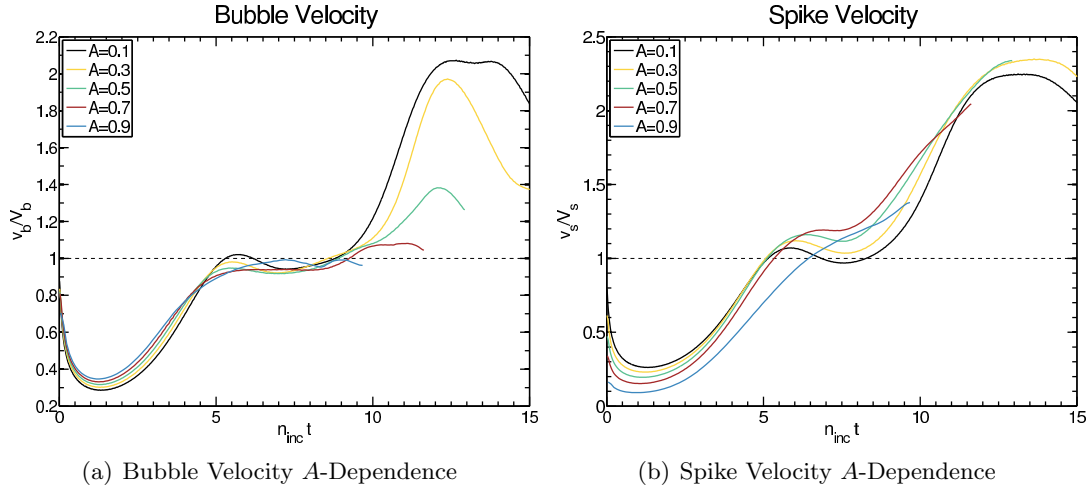 Bubble Velocity
Spike Velocity
2.2
2
1.8
1.6
1.4
1.2
1
0.8
0.6
0.4
0.2
v_b/V_b
A=0.1
A=0.3
A=0.5
A=0.7
A=0.9
0 5 10 15
n_inc t
2.5
2
1.5
1
0.5
0
v_s/V_s
A=0.1
A=0.3
A=0.5
A=0.7
A=0.9
0 5 10 15
n_inc t
(a) Bubble Velocity A-Dependence
(b) Spike Velocity A-Dependence